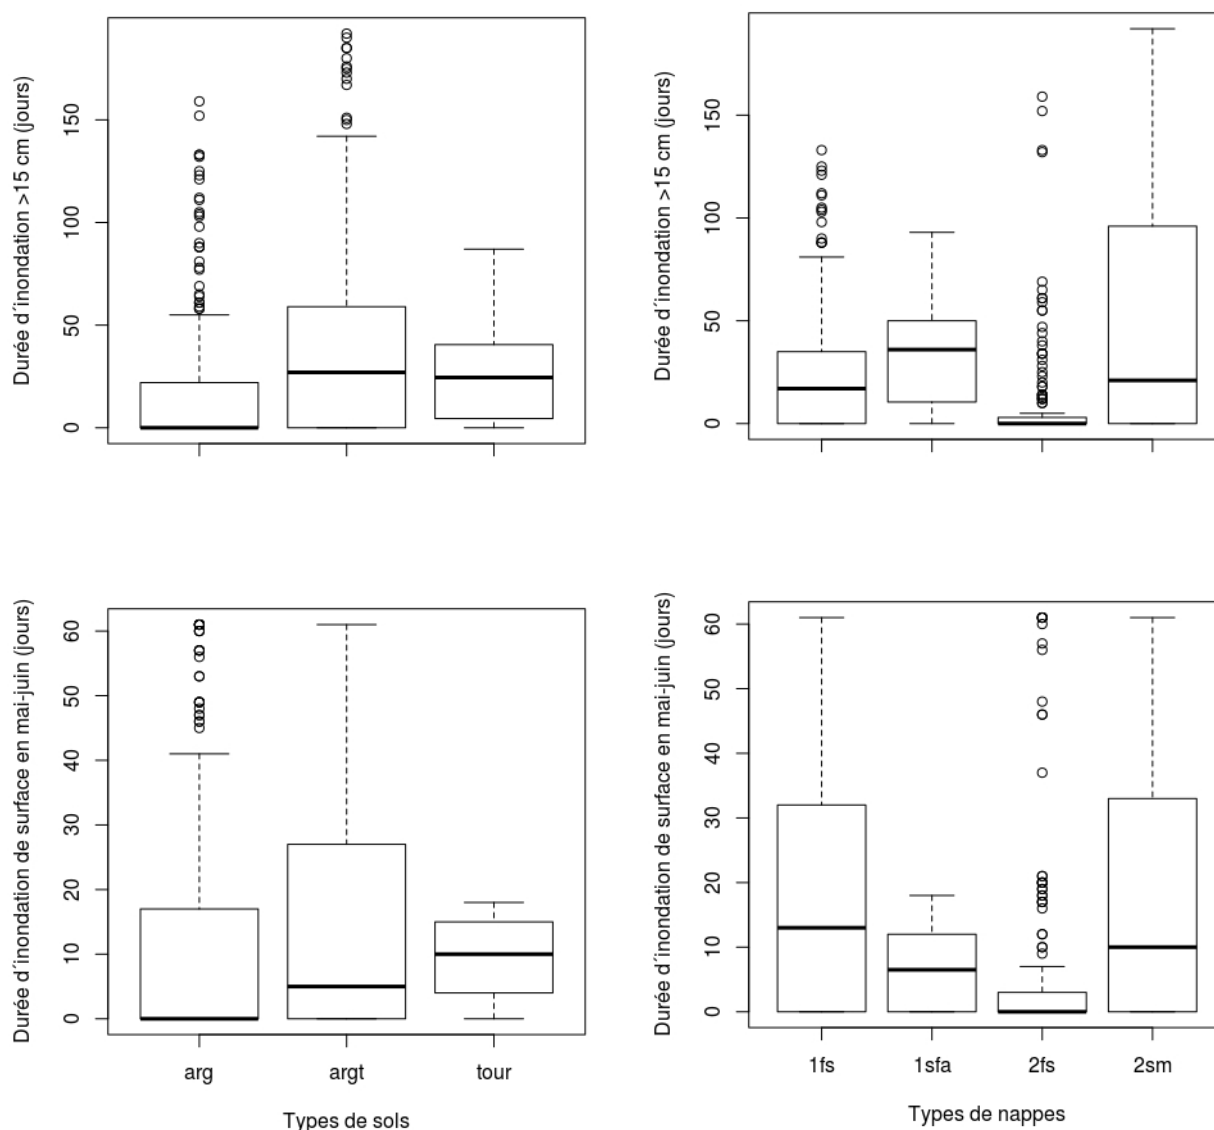 Durée d´inondation >15 cm (jours)
150
100
50
0
Durée d´inondation >15 cm (jours)
150
100
50
0
Durée d´inondation de surface en mai-juin (jours)
60
50
40
30
20
10
0
arg argt tour
Types de sols
Durée d´inondation de surface en mai-juin (jours)
60
50
40
30
20
10
0
1fs 1sfa 2fs 2sm
Types de nappes